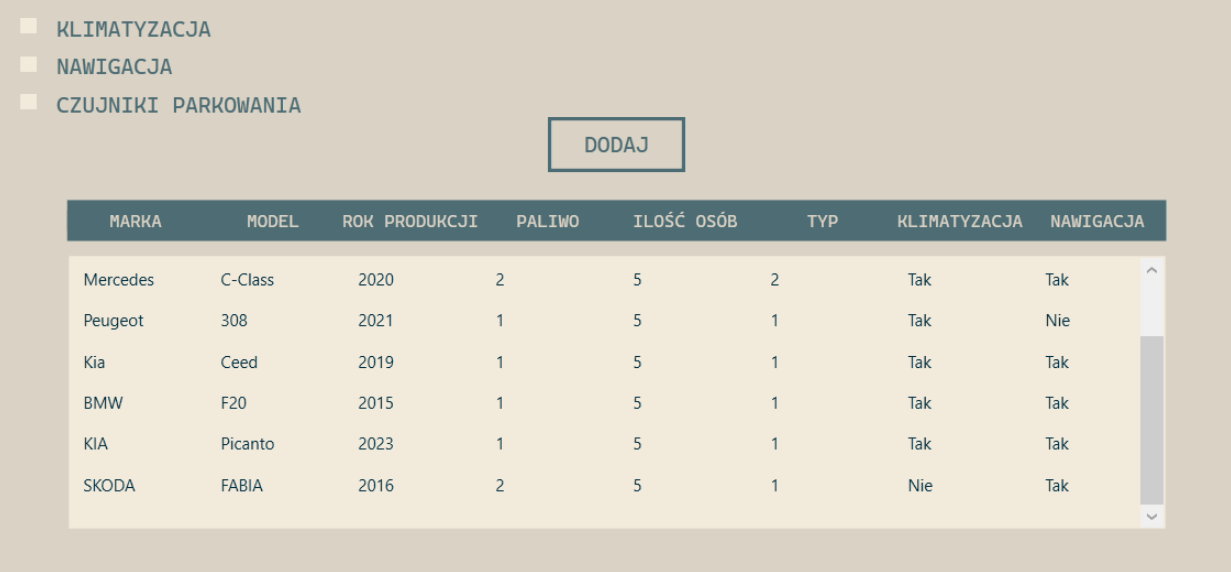 KLIMATYZACJA
NAWIGACJA
CZUJNIKI PARKOWANIA
DODAJ
MARKA MODEL ROK PRODUKCJI PALIWO ILOŚĆ OSÓB TYP KLIMATYZACJA NAWIGACJA
Mercedes C-Class 2020 2 5 2 Tak Tak
Peugeot 308 2021 1 5 1 Tak Nie
Kia Ceed 2019 1 5 1 Tak Tak
BMW F20 2015 1 5 1 Tak Tak
KIA Picanto 2023 1 5 1 Tak Tak
SKODA FABIA 2016 2 5 1 Nie Tak